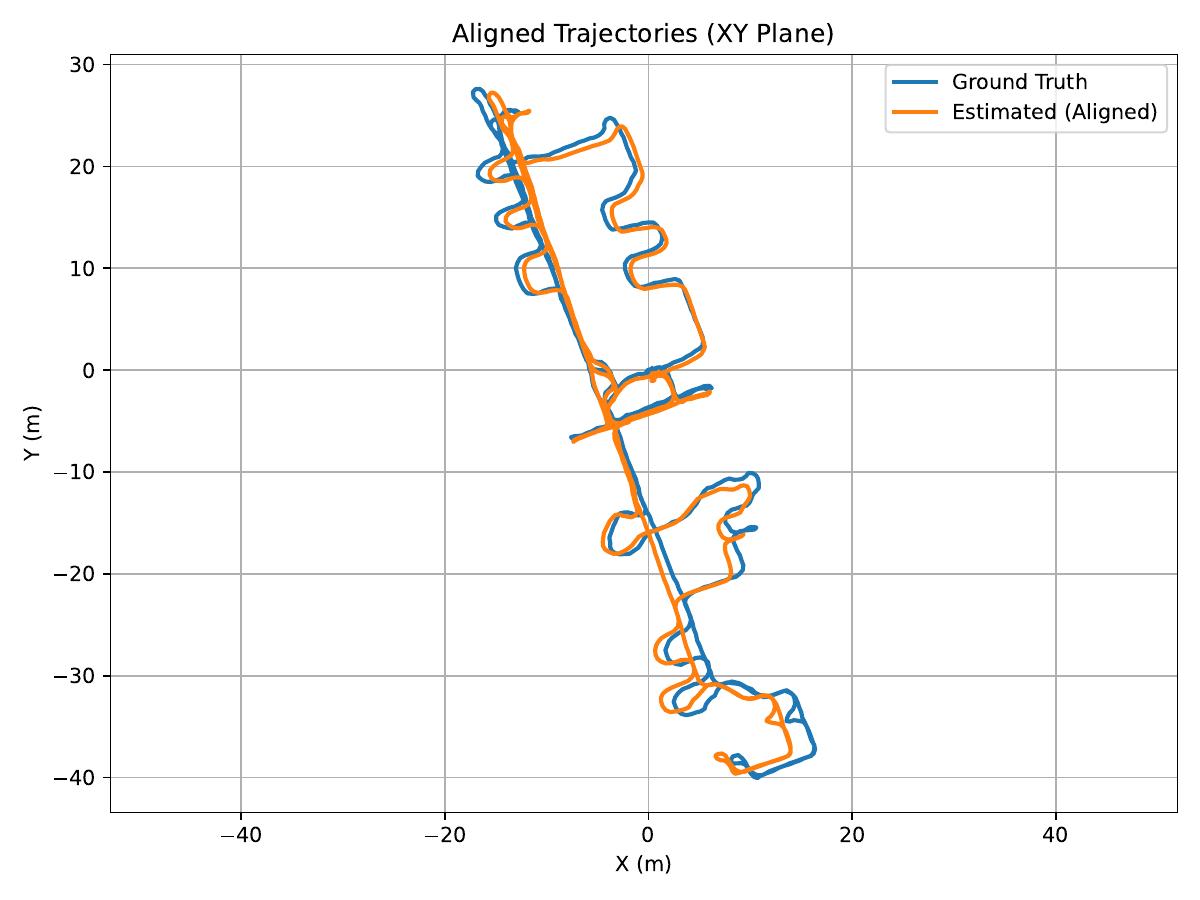 Aligned Trajectories (XY Plane)
Ground Truth
Estimated (Aligned)
30
20
10
0
−10
−20
−30
−40
Y (m)
−40
−20
0
20
40
X (m)